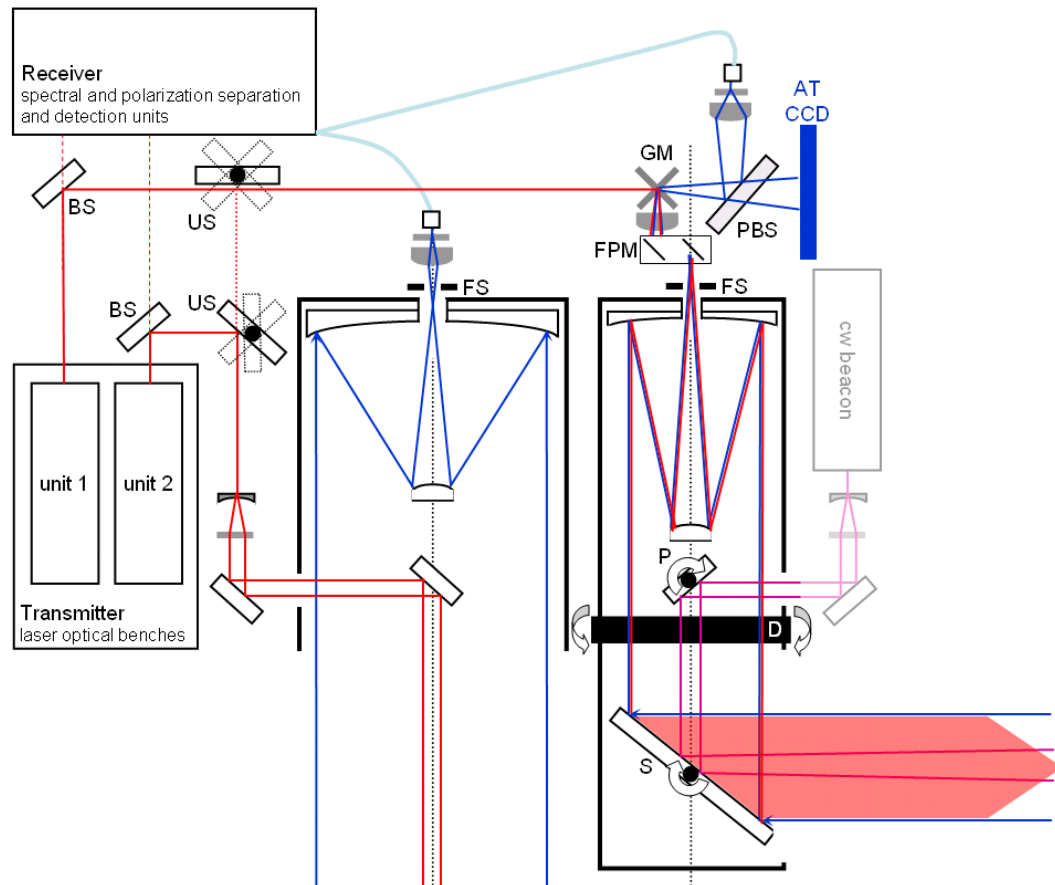 Receiver
spectral and polarization separation
and detection units
AT
CCD
GM
BS
US
PBS
FPM
FS
FS
BS
US
cw beacon
unit 1
unit 2
P
Transmitter
laser optical benches
D
S